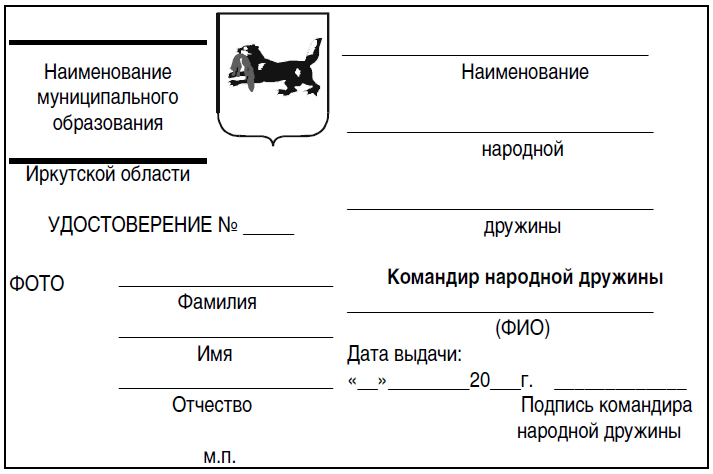 Наименование
муниципального
образования
Иркутской области
УДОСТОВЕРЕНИЕ № _____
ФОТО
Фамилия
Имя
Отчество
м.п.
Наименование
народной
дружины
Командир народной дружины
(ФИО)
Дата выдачи:
«__»________20___г. _____________
Подпись командира
народной дружины